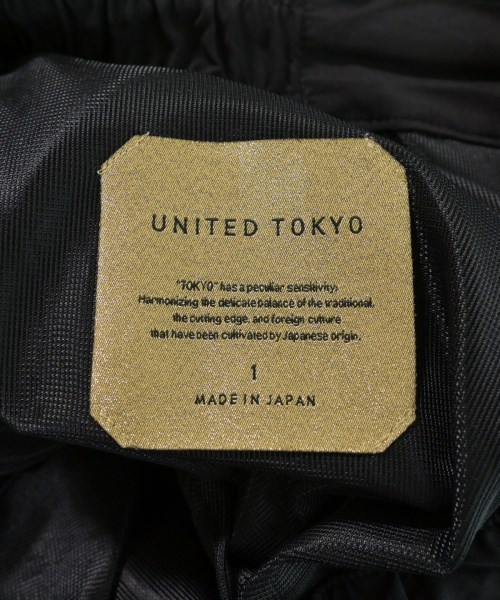 UNITED TOKYO
"TOKYO" has a peculiar sensitivity.
Harmonizing the delicate balance of the traditional,
the cutting edge, and foreign culture
that have been cultivated by Japanese origin.
1
MADE IN JAPAN